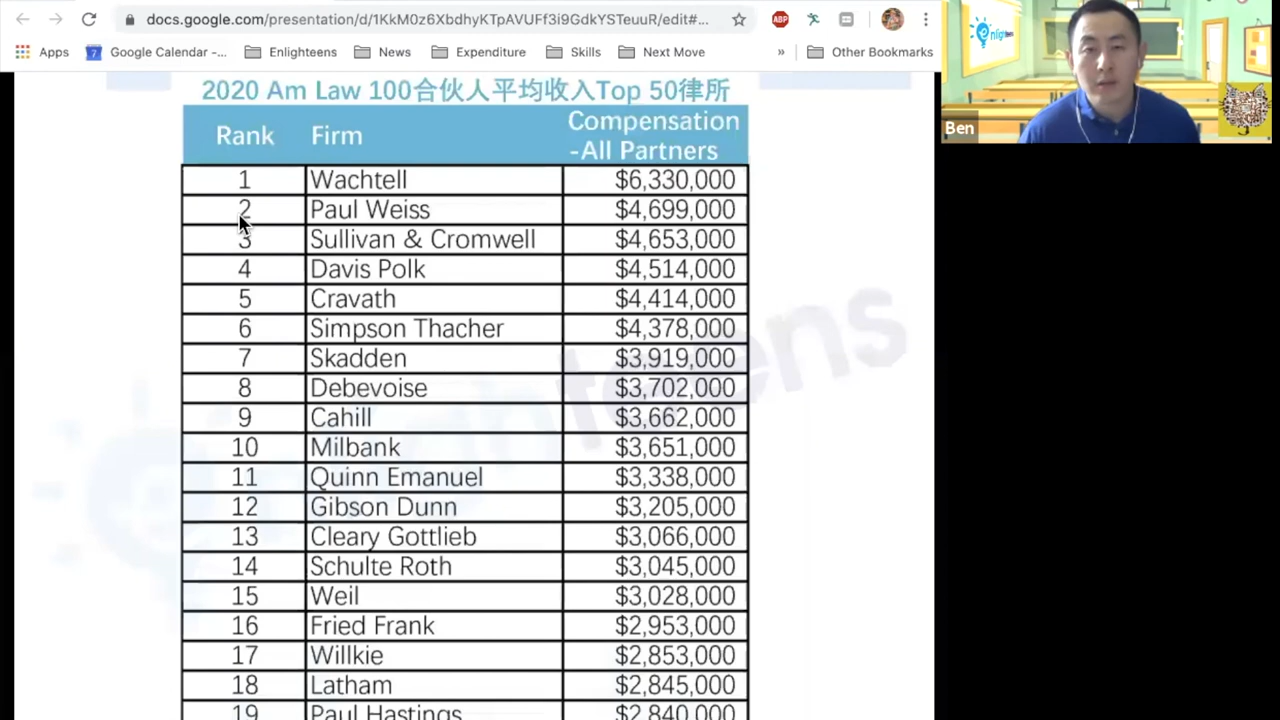 docs.google.com/presentation/d/1KkM0z6XbdhyKTpAVUFf3i9GdkYSTeuuR/edit#...
ABP
Apps
7
Google Calendar -...
Enlighteens
News
Expenditure
Skills
Next Move
»
Other Bookmarks
2020 Am Law 100合伙人平均收入Top 50律所
Rank Firm Compensation
-All Partners
1 Wachtell $6,330,000
2 Paul Weiss $4,699,000
3 Sullivan & Cromwell $4,653,000
4 Davis Polk $4,514,000
5 Cravath $4,414,000
6 Simpson Thacher $4,378,000
7 Skadden $3,919,000
8 Debevoise $3,702,000
9 Cahill $3,662,000
10 Milbank $3,651,000
11 Quinn Emanuel $3,338,000
12 Gibson Dunn $3,205,000
13 Cleary Gottlieb $3,066,000
14 Schulte Roth $3,045,000
15 Weil $3,028,000
16 Fried Frank $2,953,000
17 Willkie $2,853,000
18 Latham $2,845,000
19 Paul Hastings $2,840,000
enlighteens
enlighteens
Ben